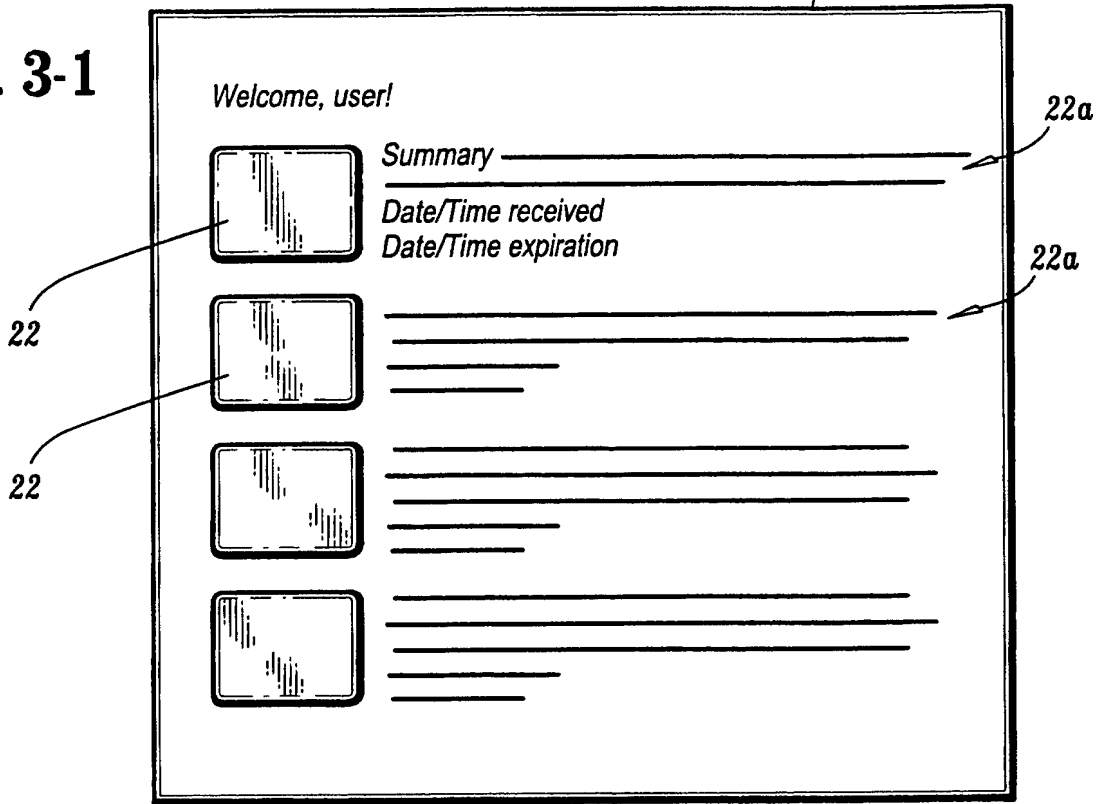 . 3-1
Welcome, user!
22a
Summary
Date/Time received
Date/Time expiration
22a
22
22